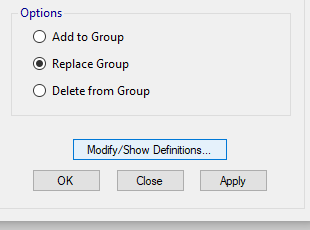 Options
Add to Group
Replace Group
Delete from Group
Modify/Show Definitions...
OK Close Apply